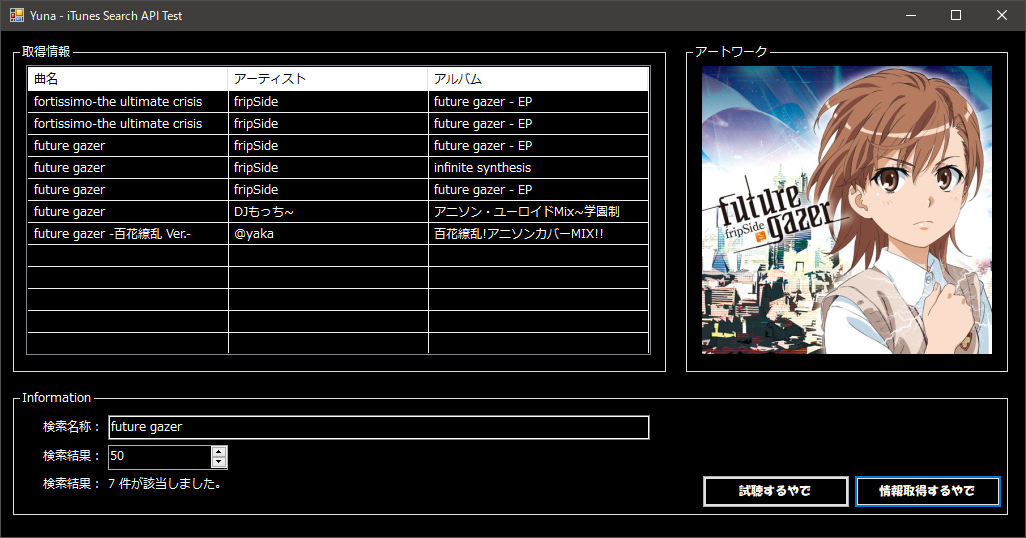 Yuna - iTunes Search API Test
取得情報
曲名 アーティスト アルバム
fortissimo-the ultimate crisis fripSide future gazer - EP
fortissimo-the ultimate crisis fripSide future gazer - EP
future gazer fripSide future gazer - EP
future gazer fripSide infinite synthesis
future gazer fripSide future gazer - EP
future gazer DJもっち~ アニソン・ユーロイドMix~学園制
future gazer -百花繚乱 Ver.- @yaka 百花繚乱!アニソンカバーMIX!!
アートワーク
future
fripSide gazer
Information
検索名称： future gazer
検索結果： 50
検索結果： 7 件が該当しました。
試聴するやで 情報取得するやで